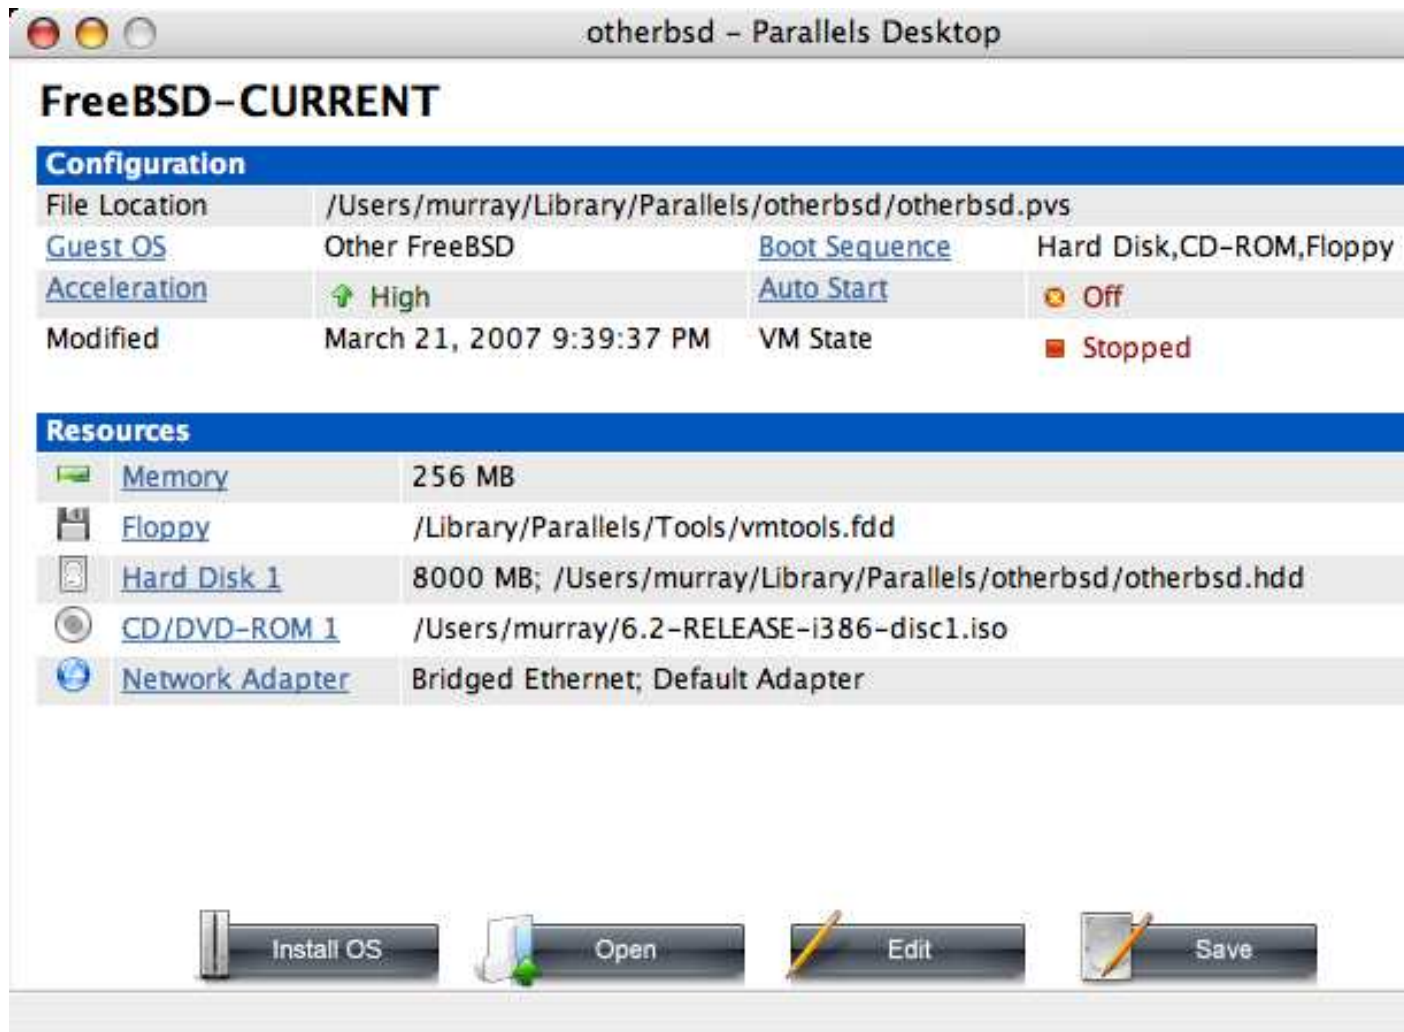 otherbsd – Parallels Desktop
FreeBSD-CURRENT
Configuration
File Location /Users/murray/Library/Parallels/otherbsd/otherbsd.pvs
Guest OS Other FreeBSD Boot Sequence Hard Disk,CD-ROM,Floppy
Acceleration High Auto Start Off
Modified March 21, 2007 9:39:37 PM VM State Stopped
Resources
Memory 256 MB
Floppy /Library/Parallels/Tools/vmtools.fdd
Hard Disk 1 8000 MB; /Users/murray/Library/Parallels/otherbsd/otherbsd.hdd
CD/DVD-ROM 1 /Users/murray/6.2-RELEASE-i386-disc1.iso
Network Adapter Bridged Ethernet; Default Adapter
Install OS Open Edit Save